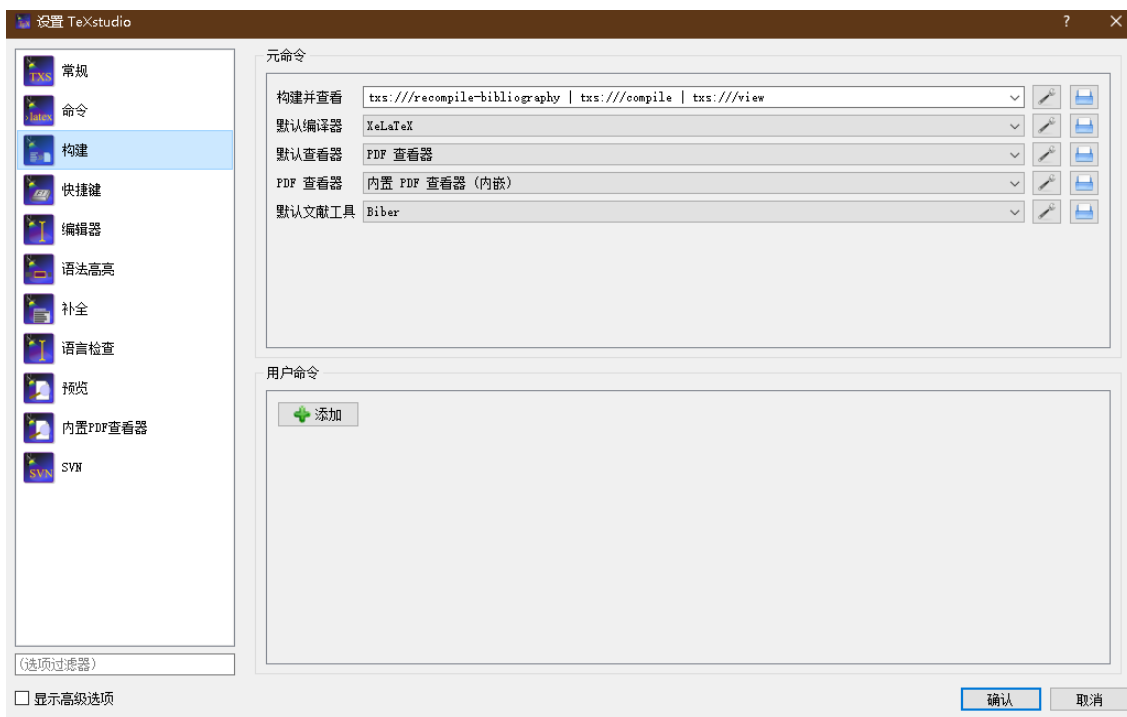 设置 TeXstudio
常规
命令
构建
快捷键
编辑器
语法高亮
补全
语言检查
预览
内置PDF查看器
SVN
(选项过滤器)
显示高级选项
元命令
构建并查看 txs:///recompile-bibliography | txs:///compile | txs:///view
默认编译器 XeLaTeX
默认查看器 PDF 查看器
PDF 查看器 内置 PDF 查看器 (内嵌)
默认文献工具 Biber
用户命令
添加
确认
取消